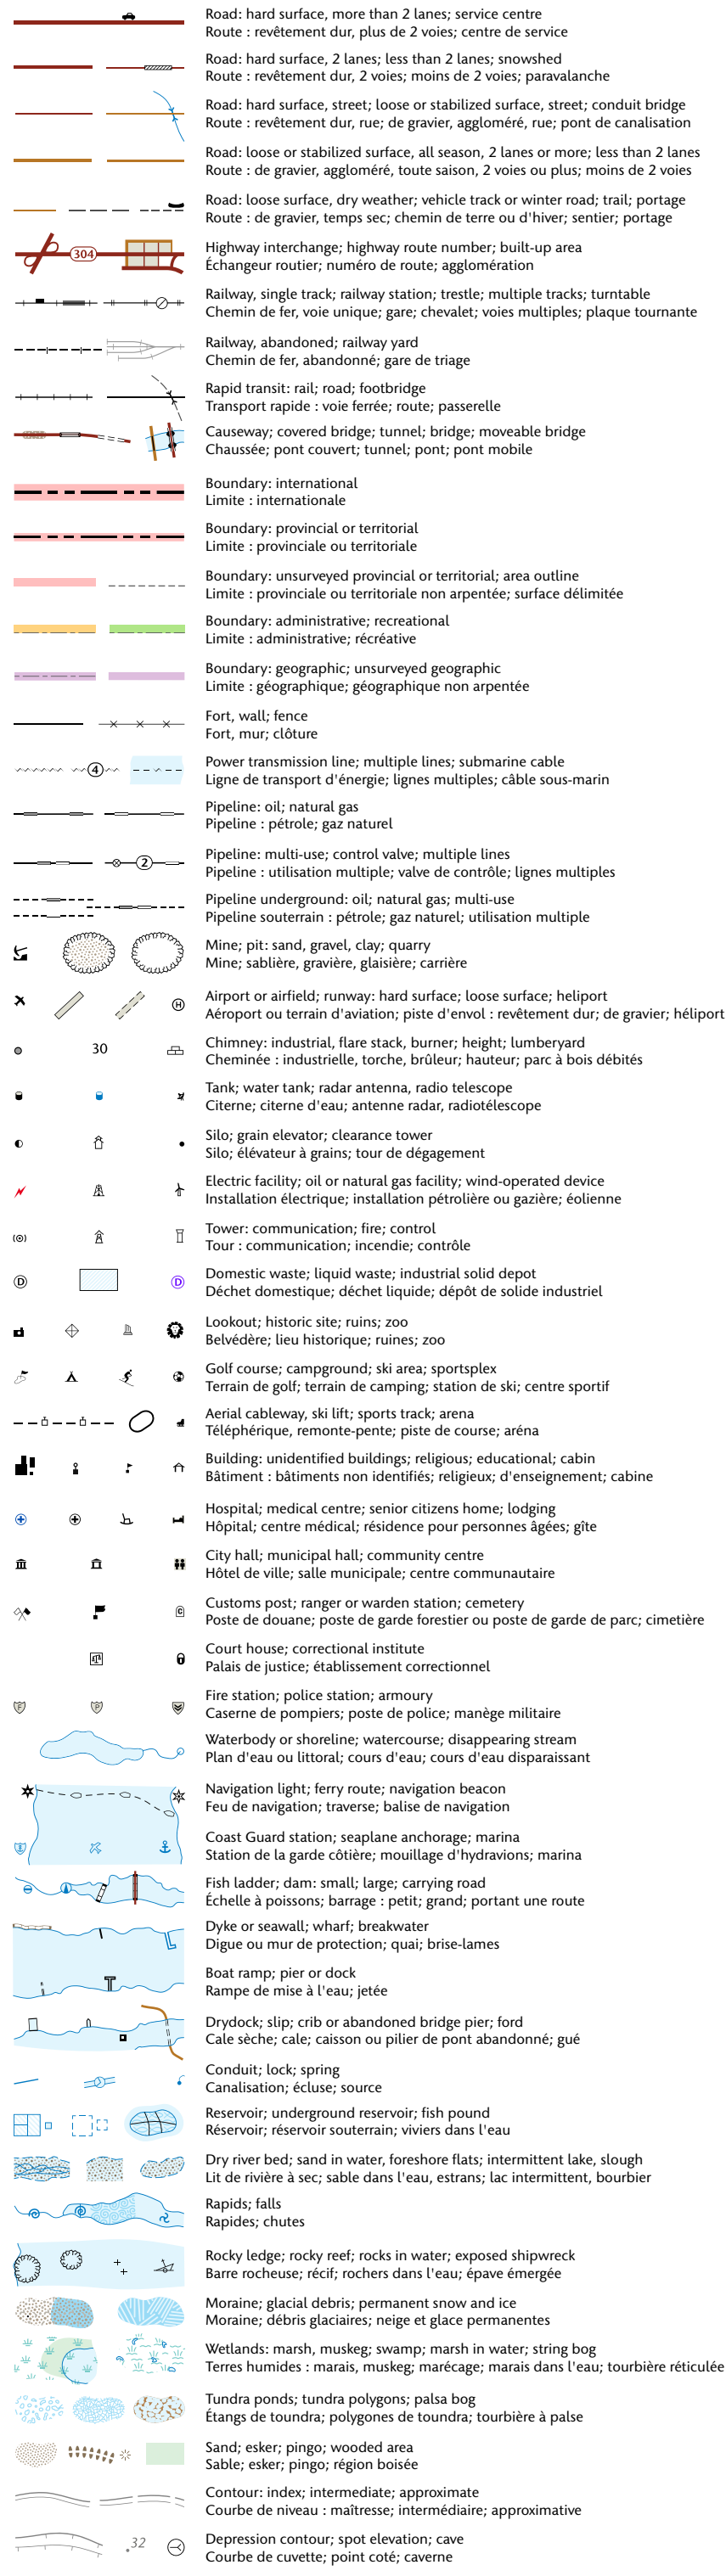 Road: hard surface, more than 2 lanes; service centre
Route : revêtement dur, plus de 2 voies; centre de service
Road: hard surface, 2 lanes; less than 2 lanes; snowshed
Route : revêtement dur, 2 voies; moins de 2 voies; paravalanche
Road: hard surface, street; loose or stabilized surface, street; conduit bridge
Route : revêtement dur, rue; de gravier, aggloméré, rue; pont de canalisation
Road: loose or stabilized surface, all season, 2 lanes or more; less than 2 lanes
Route : de gravier, aggloméré, toute saison, 2 voies ou plus; moins de 2 voies
Road: loose surface, dry weather; vehicle track or winter road; trail; portage
Route : de gravier, temps sec; chemin de terre ou d'hiver; sentier; portage
304
Highway interchange; highway route number; built-up area
Échangeur routier; numéro de route; agglomération
Railway, single track; railway station; trestle; multiple tracks; turntable
Chemin de fer, voie unique; gare; chevalet; voies multiples; plaque tournante
Railway, abandoned; railway yard
Chemin de fer, abandonné; gare de triage
Rapid transit: rail; road; footbridge
Transport rapide : voie ferrée; route; passerelle
Causeway; covered bridge; tunnel; bridge; moveable bridge
Chaussée; pont couvert; tunnel; pont; pont mobile
Boundary: international
Limite : internationale
Boundary: provincial or territorial
Limite : provinciale ou territoriale
Boundary: unsurveyed provincial or territorial; area outline
Limite : provinciale ou territoriale non arpentée; surface délimitée
Boundary: administrative; recreational
Limite : administrative; récréative
Boundary: geographic; unsurveyed geographic
Limite : géographique; géographique non arpentée
Fort, wall; fence
Fort, mur; clôture
4
Power transmission line; multiple lines; submarine cable
Ligne de transport d'énergie; lignes multiples; câble sous-marin
Pipeline: oil; natural gas
Pipeline : pétrole; gaz naturel
2
Pipeline: multi-use; control valve; multiple lines
Pipeline : utilisation multiple; valve de contrôle; lignes multiples
Pipeline underground: oil; natural gas; multi-use
Pipeline souterrain : pétrole; gaz naturel; utilisation multiple
Mine; pit: sand, gravel, clay; quarry
Mine; sablière, gravière, glaisière; carrière
H
Airport or airfield; runway: hard surface; loose surface; heliport
Aéroport ou terrain d'aviation; piste d'envol : revêtement dur; de gravier; héliport
30
Chimney: industrial, flare stack, burner; height; lumberyard
Cheminée : industrielle, torche, brûleur; hauteur; parc à bois débités
Tank; water tank; radar antenna, radio telescope
Citerne; citerne d'eau; antenne radar, radiotélescope
Silo; grain elevator; clearance tower
Silo; élévateur à grains; tour de dégagement
Electric facility; oil or natural gas facility; wind-operated device
Installation électrique; installation pétrolière ou gazière; éolienne
Tower: communication; fire; control
Tour : communication; incendie; contrôle
D D
Domestic waste; liquid waste; industrial solid depot
Déchet domestique; déchet liquide; dépôt de solide industriel
Lookout; historic site; ruins; zoo
Belvédère; lieu historique; ruines; zoo
Golf course; campground; ski area; sportsplex
Terrain de golf; terrain de camping; station de ski; centre sportif
Aerial cableway, ski lift; sports track; arena
Téléphérique, remonte-pente; piste de course; aréna
Building: unidentified buildings; religious; educational; cabin
Bâtiment : bâtiments non identifiés; religieux; d'enseignement; cabine
Hospital; medical centre; senior citizens home; lodging
Hôpital; centre médical; résidence pour personnes âgées; gîte
City hall; municipal hall; community centre
Hôtel de ville; salle municipale; centre communautaire
C
Customs post; ranger or warden station; cemetery
Poste de douane; poste de garde forestier ou poste de garde de parc; cimetière
Court house; correctional institute
Palais de justice; établissement correctionnel
F P
Fire station; police station; armoury
Caserne de pompiers; poste de police; manège militaire
Waterbody or shoreline; watercourse; disappearing stream
Plan d'eau ou littoral; cours d'eau; cours d'eau disparaissant
Navigation light; ferry route; navigation beacon
Feu de navigation; traverse; balise de navigation
Coast Guard station; seaplane anchorage; marina
Station de la garde côtière; mouillage d'hydravions; marina
Fish ladder; dam: small; large; carrying road
Échelle à poissons; barrage : petit; grand; portant une route
Dyke or seawall; wharf; breakwater
Digue ou mur de protection; quai; brise-lames
Boat ramp; pier or dock
Rampe de mise à l'eau; jetée
Drydock; slip; crib or abandoned bridge pier; ford
Cale sèche; cale; caisson ou pilier de pont abandonné; gué
Conduit; lock; spring
Canalisation; écluse; source
Reservoir; underground reservoir; fish pound
Réservoir; réservoir souterrain; viviers dans l'eau
Dry river bed; sand in water, foreshore flats; intermittent lake, slough
Lit de rivière à sec; sable dans l'eau, estrans; lac intermittent, bourbier
Rapids; falls
Rapides; chutes
Rocky ledge; rocky reef; rocks in water; exposed shipwreck
Barre rocheuse; récif; rochers dans l'eau; épave émergée
Moraine; glacial debris; permanent snow and ice
Moraine; débris glaciaires; neige et glace permanentes
Wetlands: marsh, muskeg; swamp; marsh in water; string bog
Terres humides : marais, muskeg; marécage; marais dans l'eau; tourbière réticulée
Tundra ponds; tundra polygons; palsa bog
Étangs de toundra; polygones de toundra; tourbière à palse
Sand; esker; pingo; wooded area
Sable; esker; pingo; région boisée
Contour: index; intermediate; approximate
Courbe de niveau : maîtresse; intermédiaire; approximative
.32
Depression contour; spot elevation; cave
Courbe de cuvette; point coté; caverne